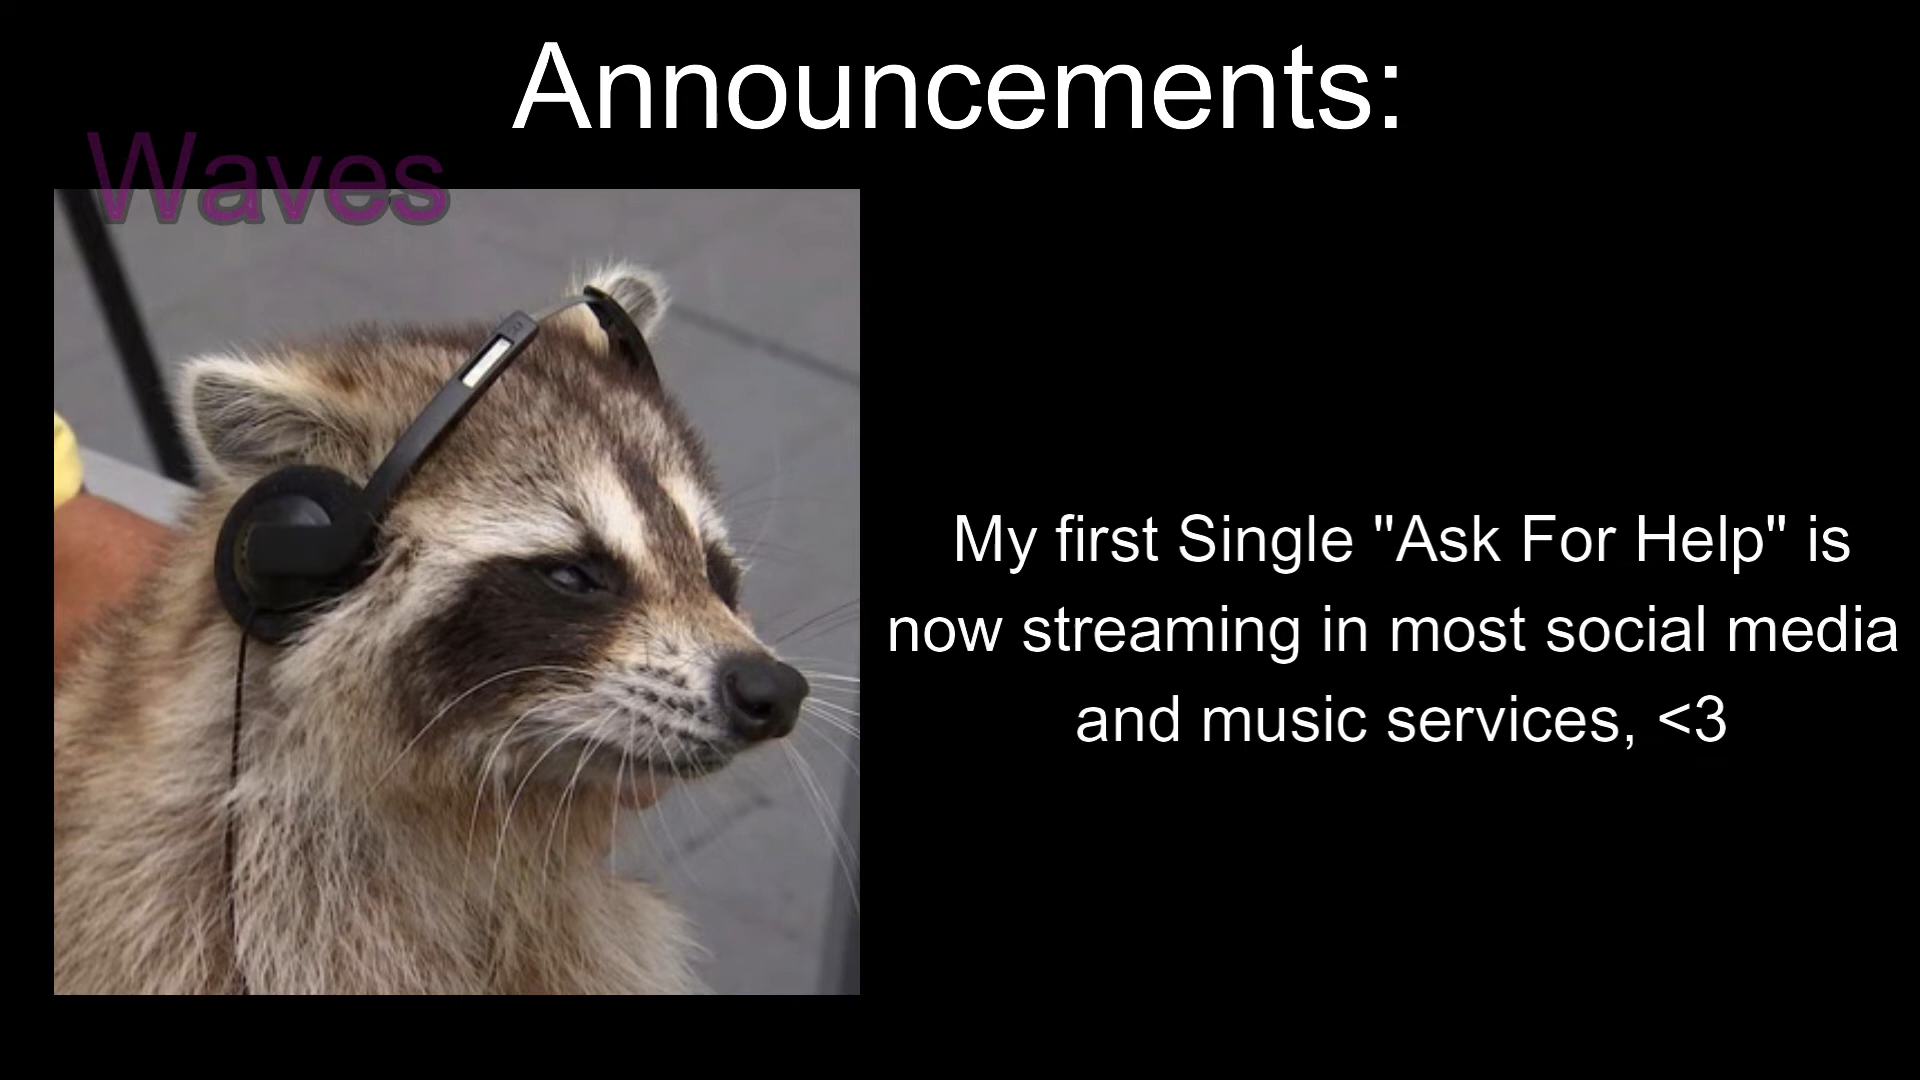 Announcements:
Waves
My first Single "Ask For Help" is
now streaming in most social media
and music services, <3